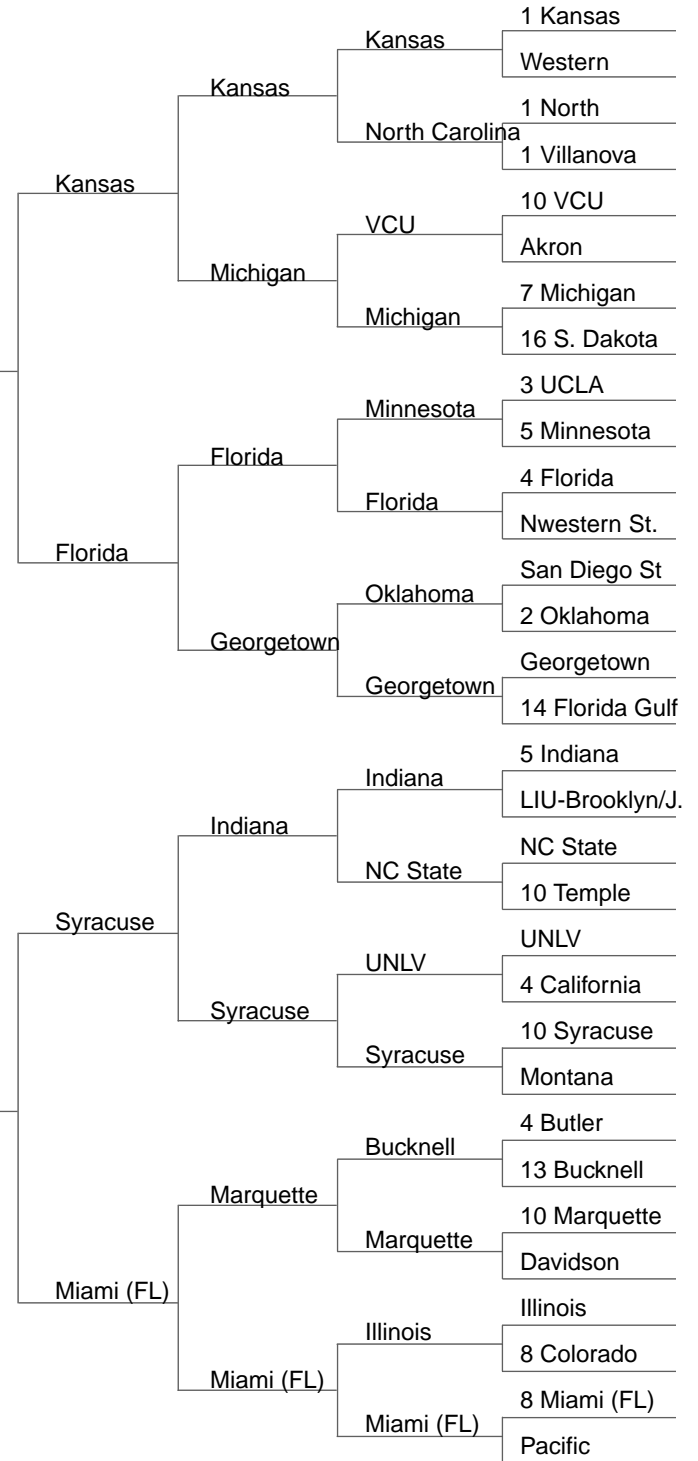 1 Kansas
Kansas
Western
Kansas
1 North
North Carolina
1 Villanova
Kansas
10 VCU
VCU
Akron
Michigan
7 Michigan
Michigan
16 S. Dakota
3 UCLA
Minnesota
5 Minnesota
Florida
4 Florida
Florida
Nwestern St.
Florida
San Diego St
Oklahoma
2 Oklahoma
Georgetown
Georgetown
Georgetown
14 Florida Gulf
5 Indiana
Indiana
LIU-Brooklyn/J.
Indiana
NC State
NC State
10 Temple
Syracuse
UNLV
UNLV
4 California
Syracuse
10 Syracuse
Syracuse
Montana
4 Butler
Bucknell
13 Bucknell
Marquette
10 Marquette
Marquette
Davidson
Miami (FL)
Illinois
Illinois
8 Colorado
Miami (FL)
8 Miami (FL)
Miami (FL)
Pacific